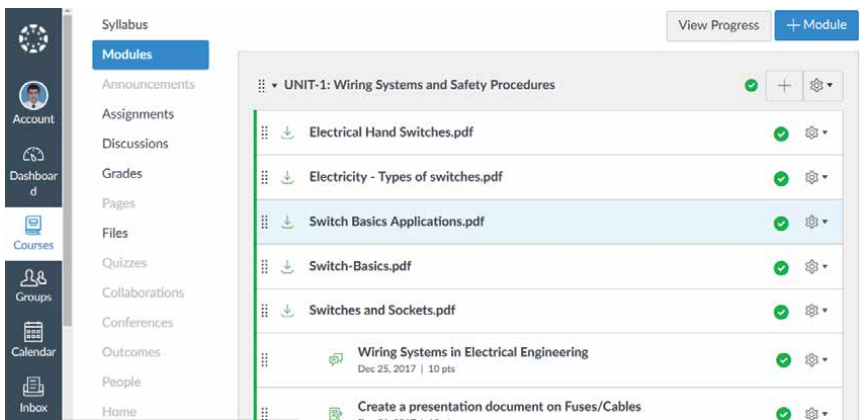 Account
Dashboar
d
Courses
Groups
Calendar
Inbox
Syllabus
Modules
Announcements
Assignments
Discussions
Grades
Pages
Files
Quizzes
Collaborations
Conferences
Outcomes
People
Home
View Progress
+ Module
UNIT-1: Wiring Systems and Safety Procedures
Electrical Hand Switches.pdf
Electricity - Types of switches.pdf
Switch Basics Applications.pdf
Switch-Basics.pdf
Switches and Sockets.pdf
Wiring Systems in Electrical Engineering
Dec 25, 2017 | 10 pts
Create a presentation document on Fuses/Cables